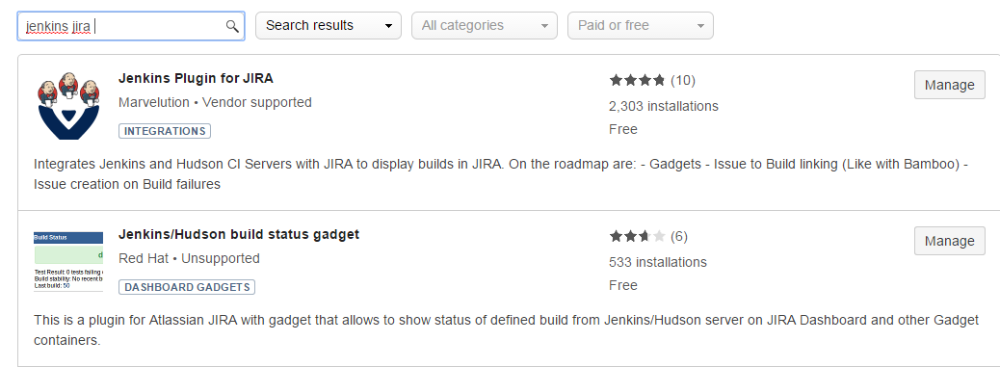 jenkins jira
Search results
All categories
Paid or free
Jenkins Plugin for JIRA
(10)
Manage
Marvelution • Vendor supported
2,303 installations
INTEGRATIONS
Free
Integrates Jenkins and Hudson CI Servers with JIRA to display builds in JIRA. On the roadmap are: - Gadgets - Issue to Build linking (Like with Bamboo) -
Issue creation on Build failures
Build Status
d
Test Result: 0 tests failing
Build stability: No recent b
Last build: 50
Jenkins/Hudson build status gadget
(6)
Manage
Red Hat • Unsupported
533 installations
DASHBOARD GADGETS
Free
This is a plugin for Atlassian JIRA with gadget that allows to show status of defined build from Jenkins/Hudson server on JIRA Dashboard and other Gadget
containers.